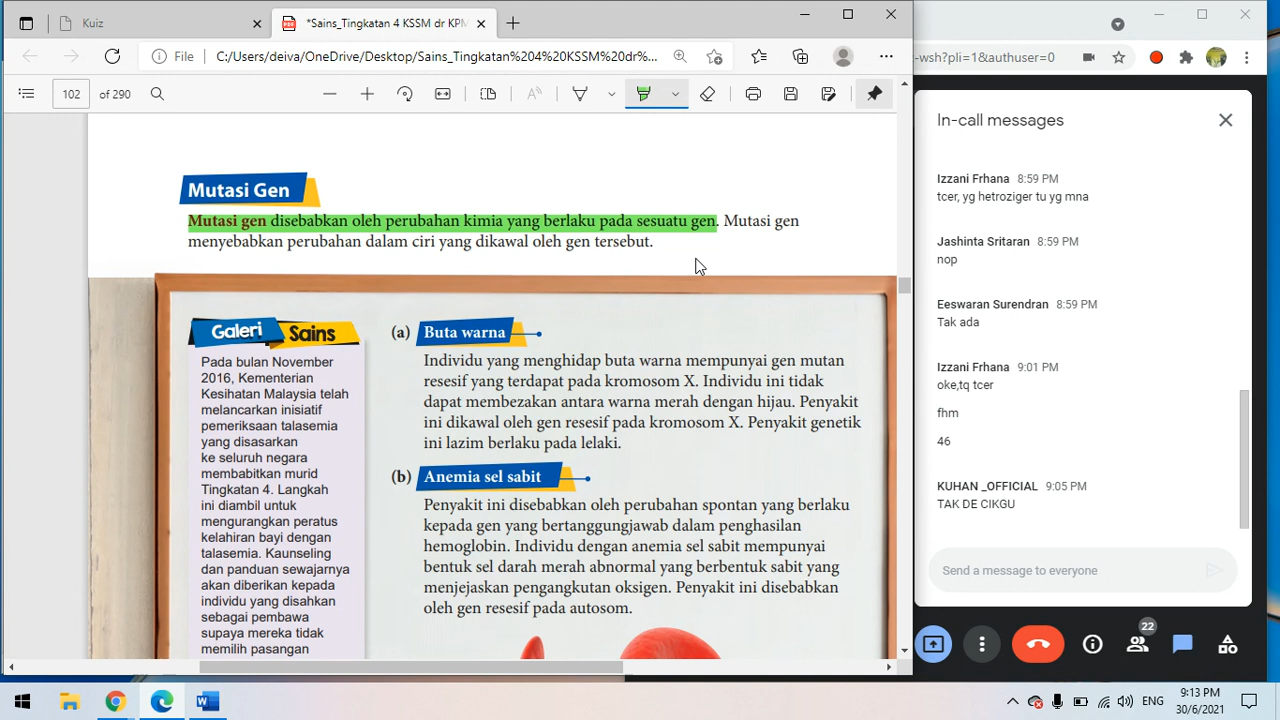 Kuiz
*Sains_Tingkatan 4 KSSM dr KPM
File
C:/Users/deiva/OneDrive/Desktop/Sains_Tingkatan%204%20KSSM%20dr%...
-wsh?pli=1&authuser=0
102 of 290
Mutasi Gen
Mutasi gen disebabkan oleh perubahan kimia yang berlaku pada sesuatu gen. Mutasi gen
menyebabkan perubahan dalam ciri yang dikawal oleh gen tersebut.
Galeri Sains
Pada bulan November
2016, Kementerian
Kesihatan Malaysia telah
melancarkan inisiatif
pemeriksaan talasemia
yang disasarkan
ke seluruh negara
membabitkan murid
Tingkatan 4. Langkah
ini diambil untuk
mengurangkan peratus
kelahiran bayi dengan
talasemia. Kaunseling
dan panduan sewajarnya
akan diberikan kepada
individu yang disahkan
sebagai pembawa
supaya mereka tidak
memilih pasangan
(a) Buta warna
Individu yang menghidap buta warna mempunyai gen mutan
resesif yang terdapat pada kromosom X. Individu ini tidak
dapat membezakan antara warna merah dengan hijau. Penyakit
ini dikawal oleh gen resesif pada kromosom X. Penyakit genetik
ini lazim berlaku pada lelaki.
(b) Anemia sel sabit
Penyakit ini disebabkan oleh perubahan spontan yang berlaku
kepada gen yang bertanggungjawab dalam penghasilan
hemoglobin. Individu dengan anemia sel sabit mempunyai
bentuk sel darah merah abnormal yang berbentuk sabit yang
menjejaskan pengangkutan oksigen. Penyakit ini disebabkan
oleh gen resesif pada autosom.
In-call messages
Izzani Frhana 8:59 PM
tcer, yg hetroziger tu yg mna
Jashinta Sritaran 8:59 PM
nop
Eeswaran Surendran 8:59 PM
Tak ada
Izzani Frhana 9:01 PM
oke,tq tcer
fhm
46
KUHAN _OFFICIAL 9:05 PM
TAK DE CIKGU
Send a message to everyone
22
ENG
9:13 PM
30/6/2021